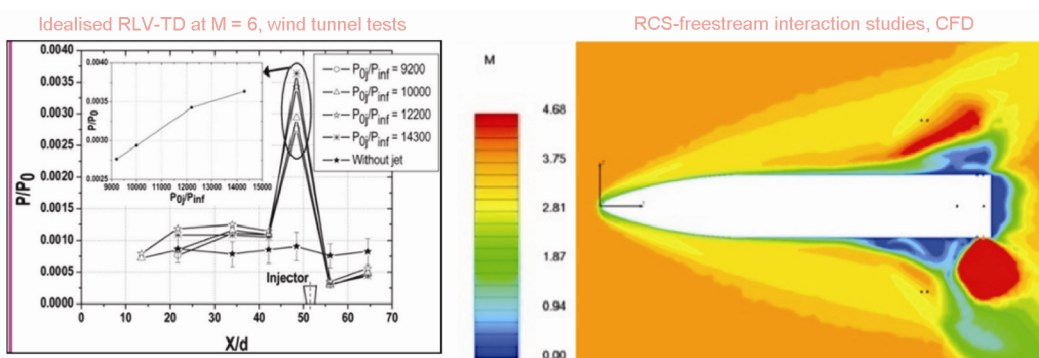 Idealised RLV-TD at M = 6, wind tunnel tests
RCS-freestream interaction studies, CFD
0.0040
0.0035
0.0030
0.0025
0.0020
0.0015
0.0010
0.0005
0.0000
P/P0
0 10 20 30 40 50 60 70
X/d
0.0040
0.0035
0.0030
0.0025
P/P0
9000 10000 11000 12000 13000 14000 15000
P0j/Pinf
P0j/Pinf = 9200
P0j/Pinf = 10000
P0j/Pinf = 12200
P0j/Pinf = 14300
Without jet
Injector
M
4.68
3.75
2.81
1.87
0.94
0.00